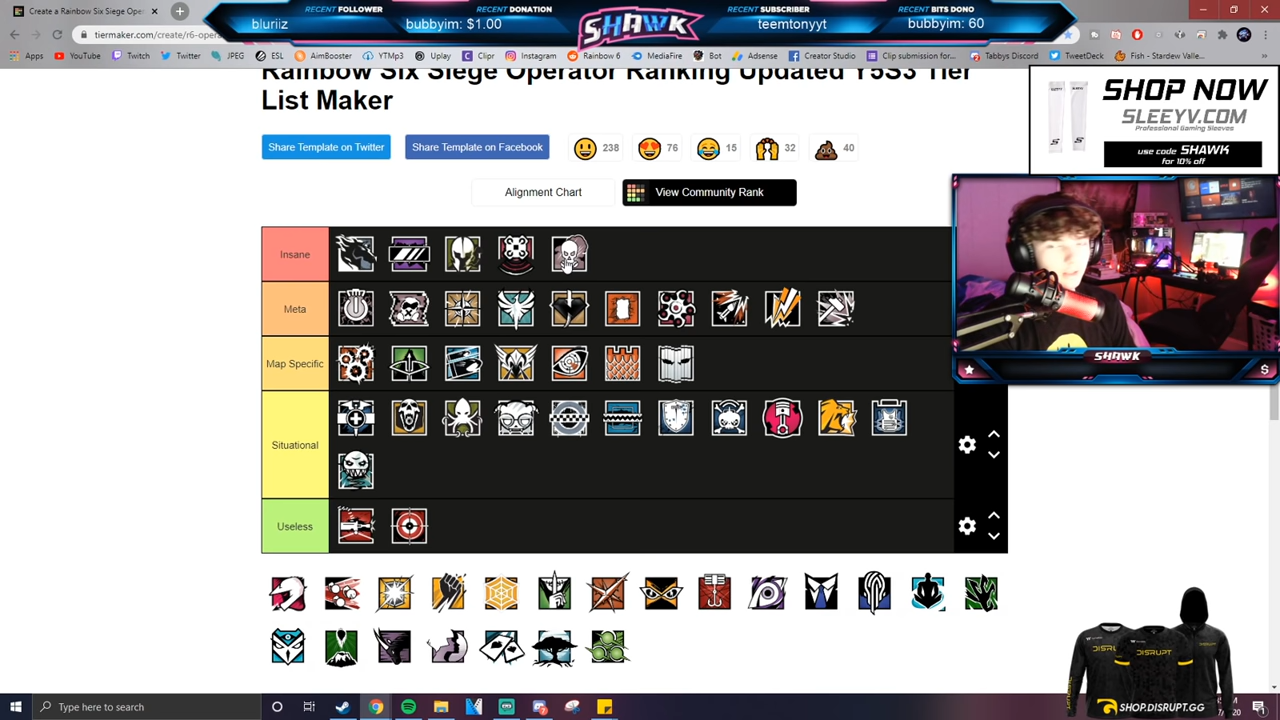 Create a Rainbow Six Siege Oper
RECENT FOLLOWER
bluriiz
RECENT DONATION
bubbyim: $1.00
SHAWK
RECENT SUBSCRIBER
teemtonyyt
RECENT BITS DONO
bubbyim: 60
tiermaker.com/create/r6-opera
Apps
YouTube
Twitch
Twitter
JPEG
ESL
AimBooster
YTMp3
Uplay
Clipr
Instagram
Rainbow 6
MediaFire
Bot
Adsense
Creator Studio
Clip submission for...
Tabbys Discord
TweetDeck
Fish - Stardew Valle...
Rainbow Six Siege Operator Ranking Updated Y5S3 Tier
List Maker
Share Template on Twitter
Share Template on Facebook
238
76
15
32
40
Alignment Chart
View Community Rank
SHOP NOW
SLEEYV.COM
Professional Gaming Sleeves
use code SHAWK
for 10% off
Insane
Meta
Map Specific
Situational
Useless
SHAWK
DISRUPT
SHOP.DISRUPT.GG
Type here to search